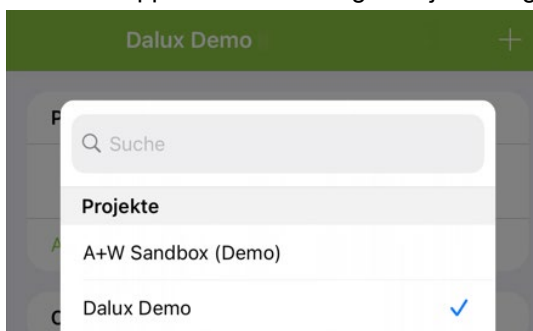 Dalux Demo
P
Suche
Projekte
A
A+W Sandbox (Demo)
Dalux Demo